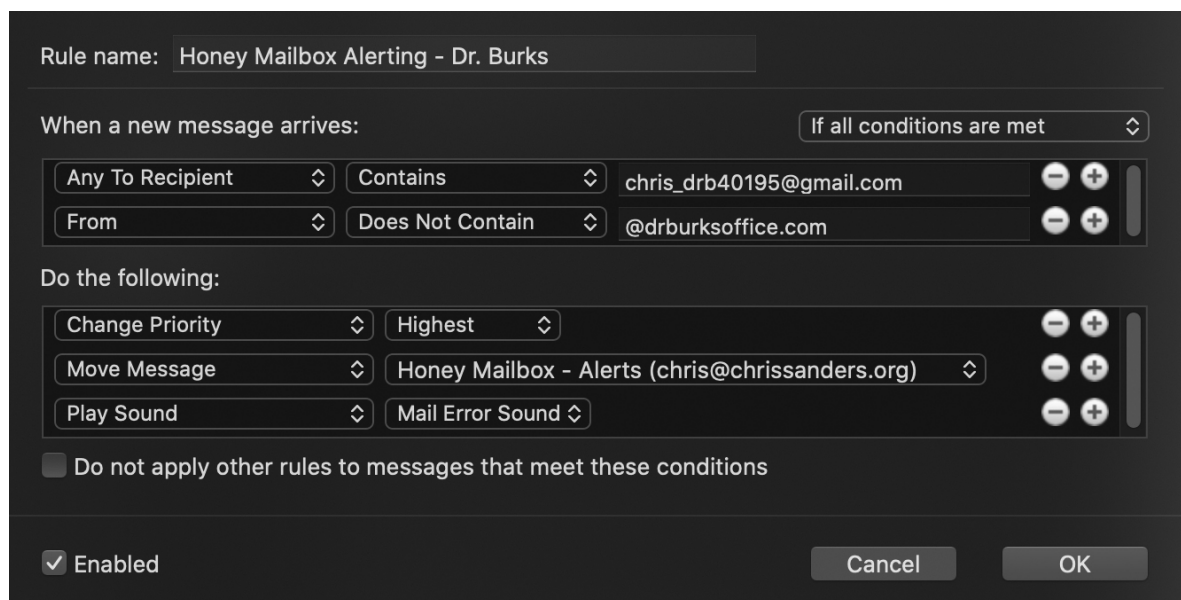 Rule name: Honey Mailbox Alerting - Dr. Burks
When a new message arrives: If all conditions are met
Any To Recipient Contains chris_drb40195@gmail.com
From Does Not Contain @drburksoffice.com
Do the following:
Change Priority Highest
Move Message Honey Mailbox - Alerts (chris@chrissanders.org)
Play Sound Mail Error Sound
Do not apply other rules to messages that meet these conditions
Enabled Cancel OK